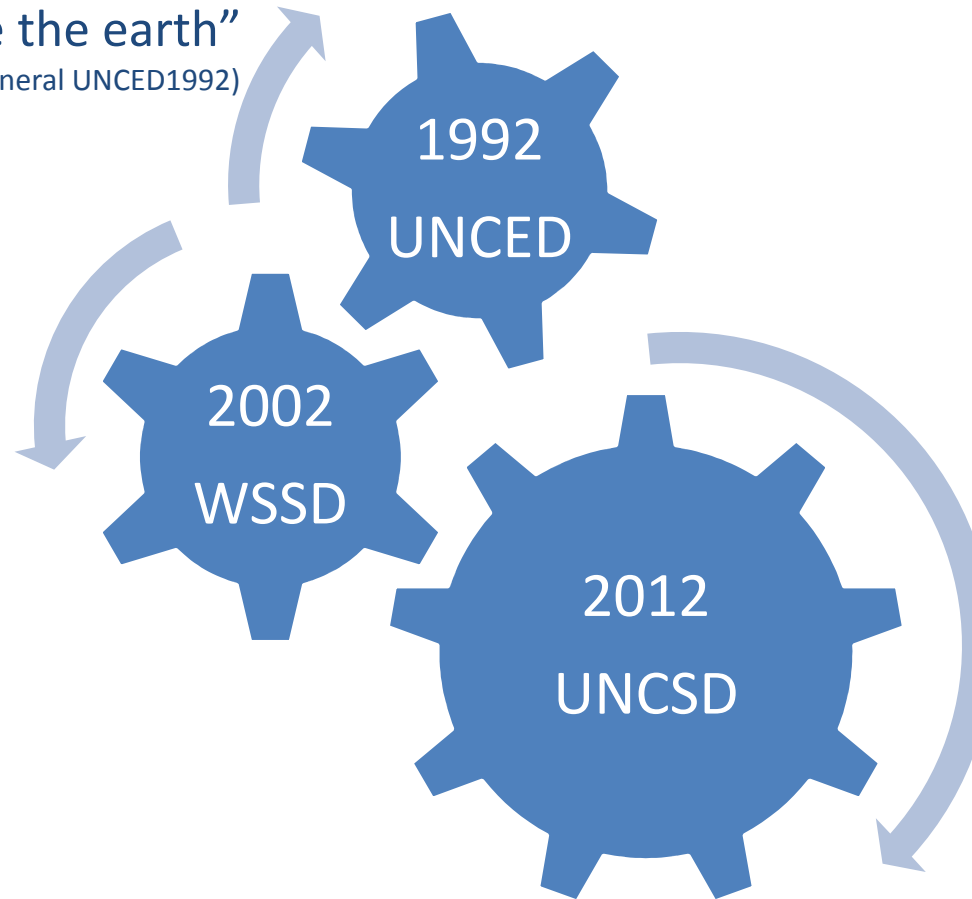 e the earth”
neral UNCED1992)
1992
UNCED
2002
WSSD
2012
UNCSD